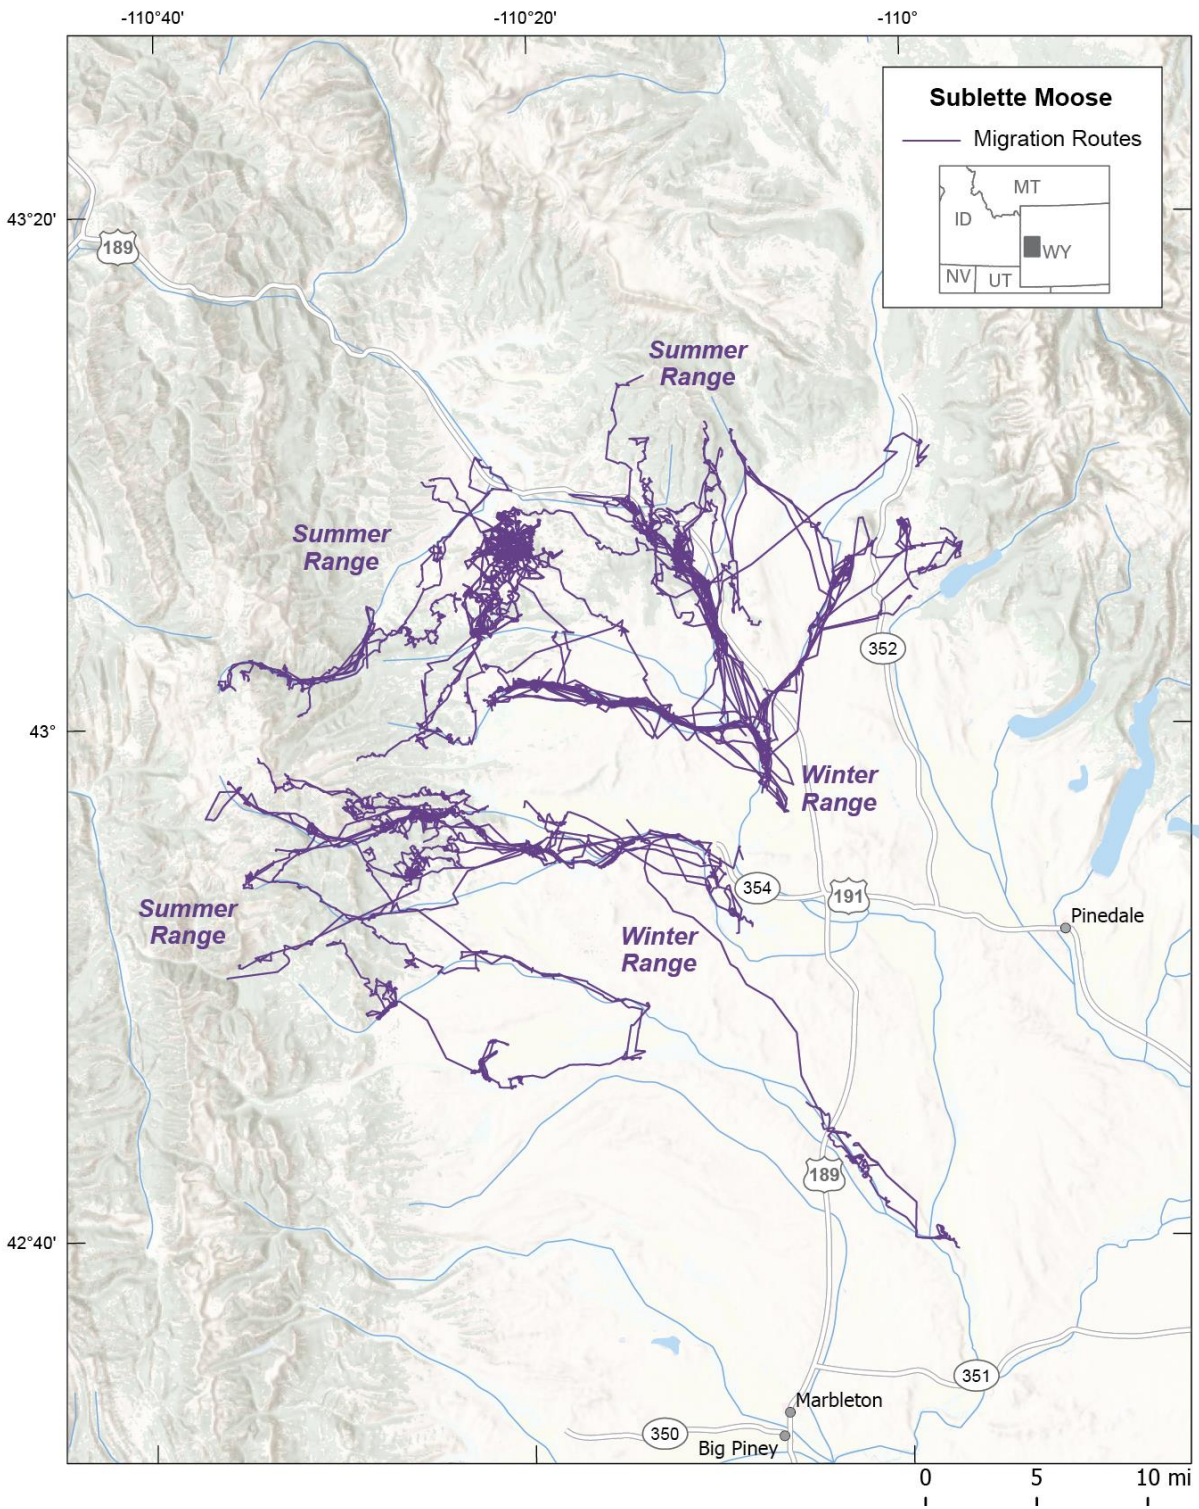 -110°40'
-110°20'
-110°
Sublette Moose
Migration Routes
MT
ID
WY
NV
UT
43°20'
189
Summer
Range
Summer
Range
352
43°
Winter
Range
354
191
Summer
Range
Pinedale
Winter
Range
189
42°40'
351
Marbleton
350
Big Piney
0
5
10 mi